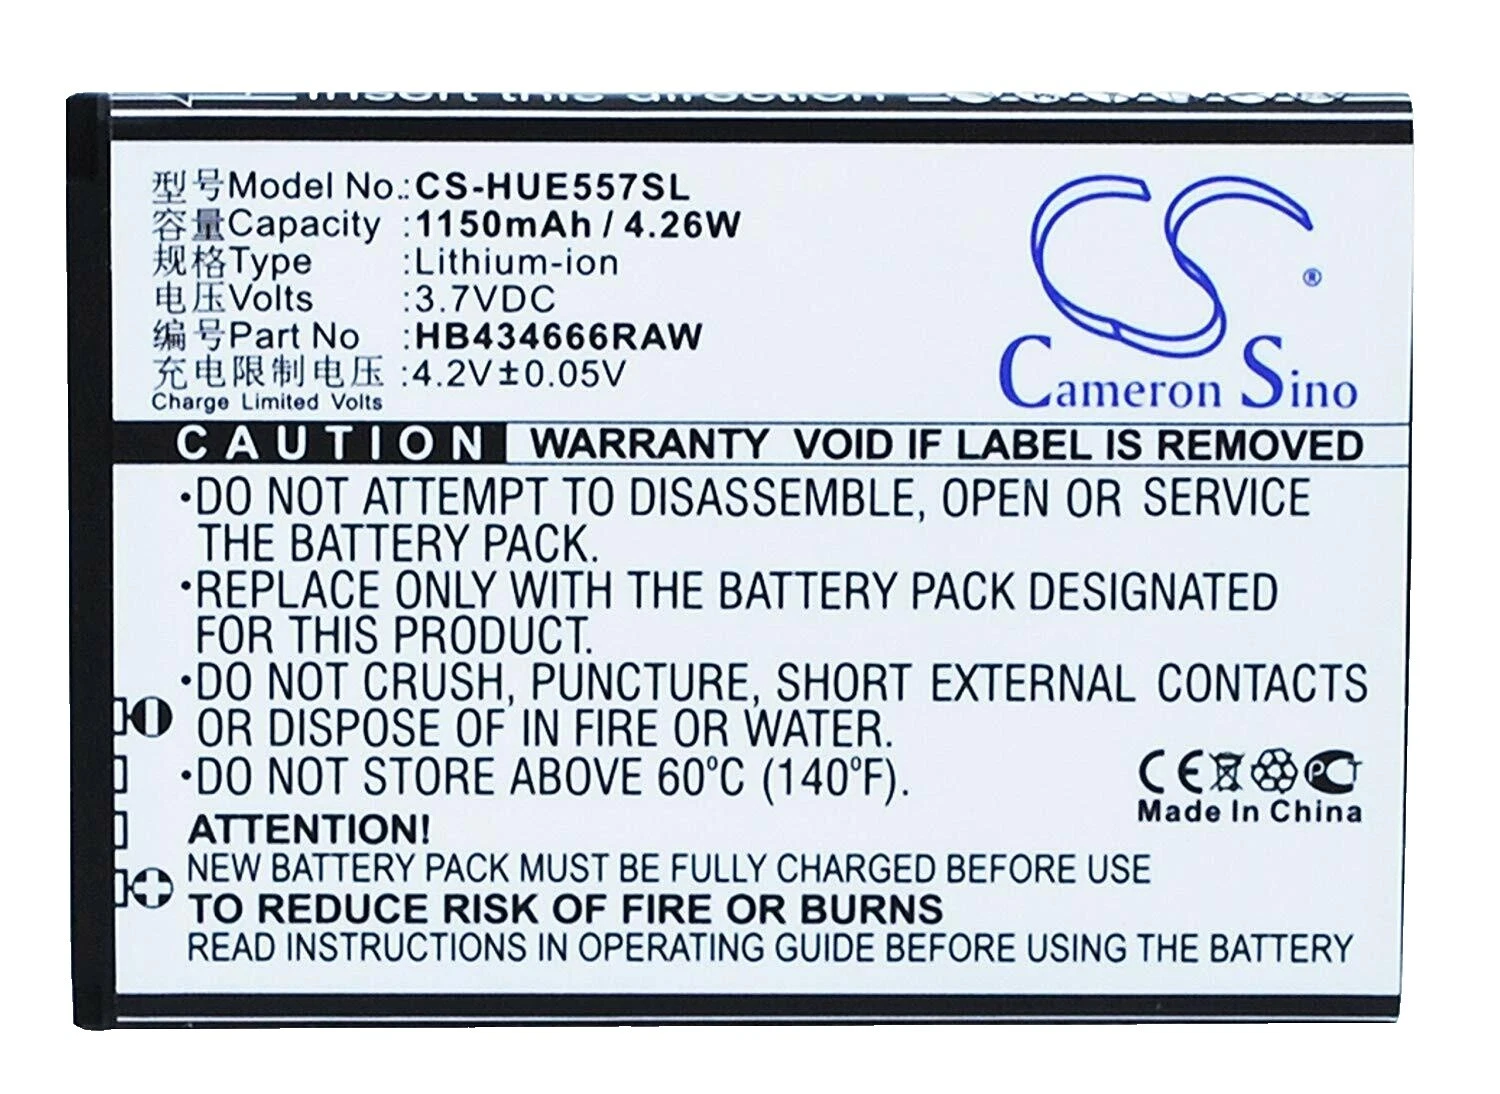 Insert this direction
型号Model No.:CS-HUE557SL
容量Capacity :1150mAh / 4.26W
规格Type :Lithium-ion
电压Volts :3.7VDC
编号Part No :HB434666RAW
充电限制电压 :4.2V±0.05V
Charge Limited Volts
CS®
Cameron Sino
CAUTION WARRANTY VOID IF LABEL IS REMOVED
•DO NOT ATTEMPT TO DISASSEMBLE, OPEN OR SERVICE
THE BATTERY PACK.
•REPLACE ONLY WITH THE BATTERY PACK DESIGNATED
FOR THIS PRODUCT.
•DO NOT CRUSH, PUNCTURE, SHORT EXTERNAL CONTACTS
OR DISPOSE OF IN FIRE OR WATER.
•DO NOT STORE ABOVE 60°C (140°F).
CE PCT
Made In China
ATTENTION!
NEW BATTERY PACK MUST BE FULLY CHARGED BEFORE USE
TO REDUCE RISK OF FIRE OR BURNS
READ INSTRUCTIONS IN OPERATING GUIDE BEFORE USING THE BATTERY